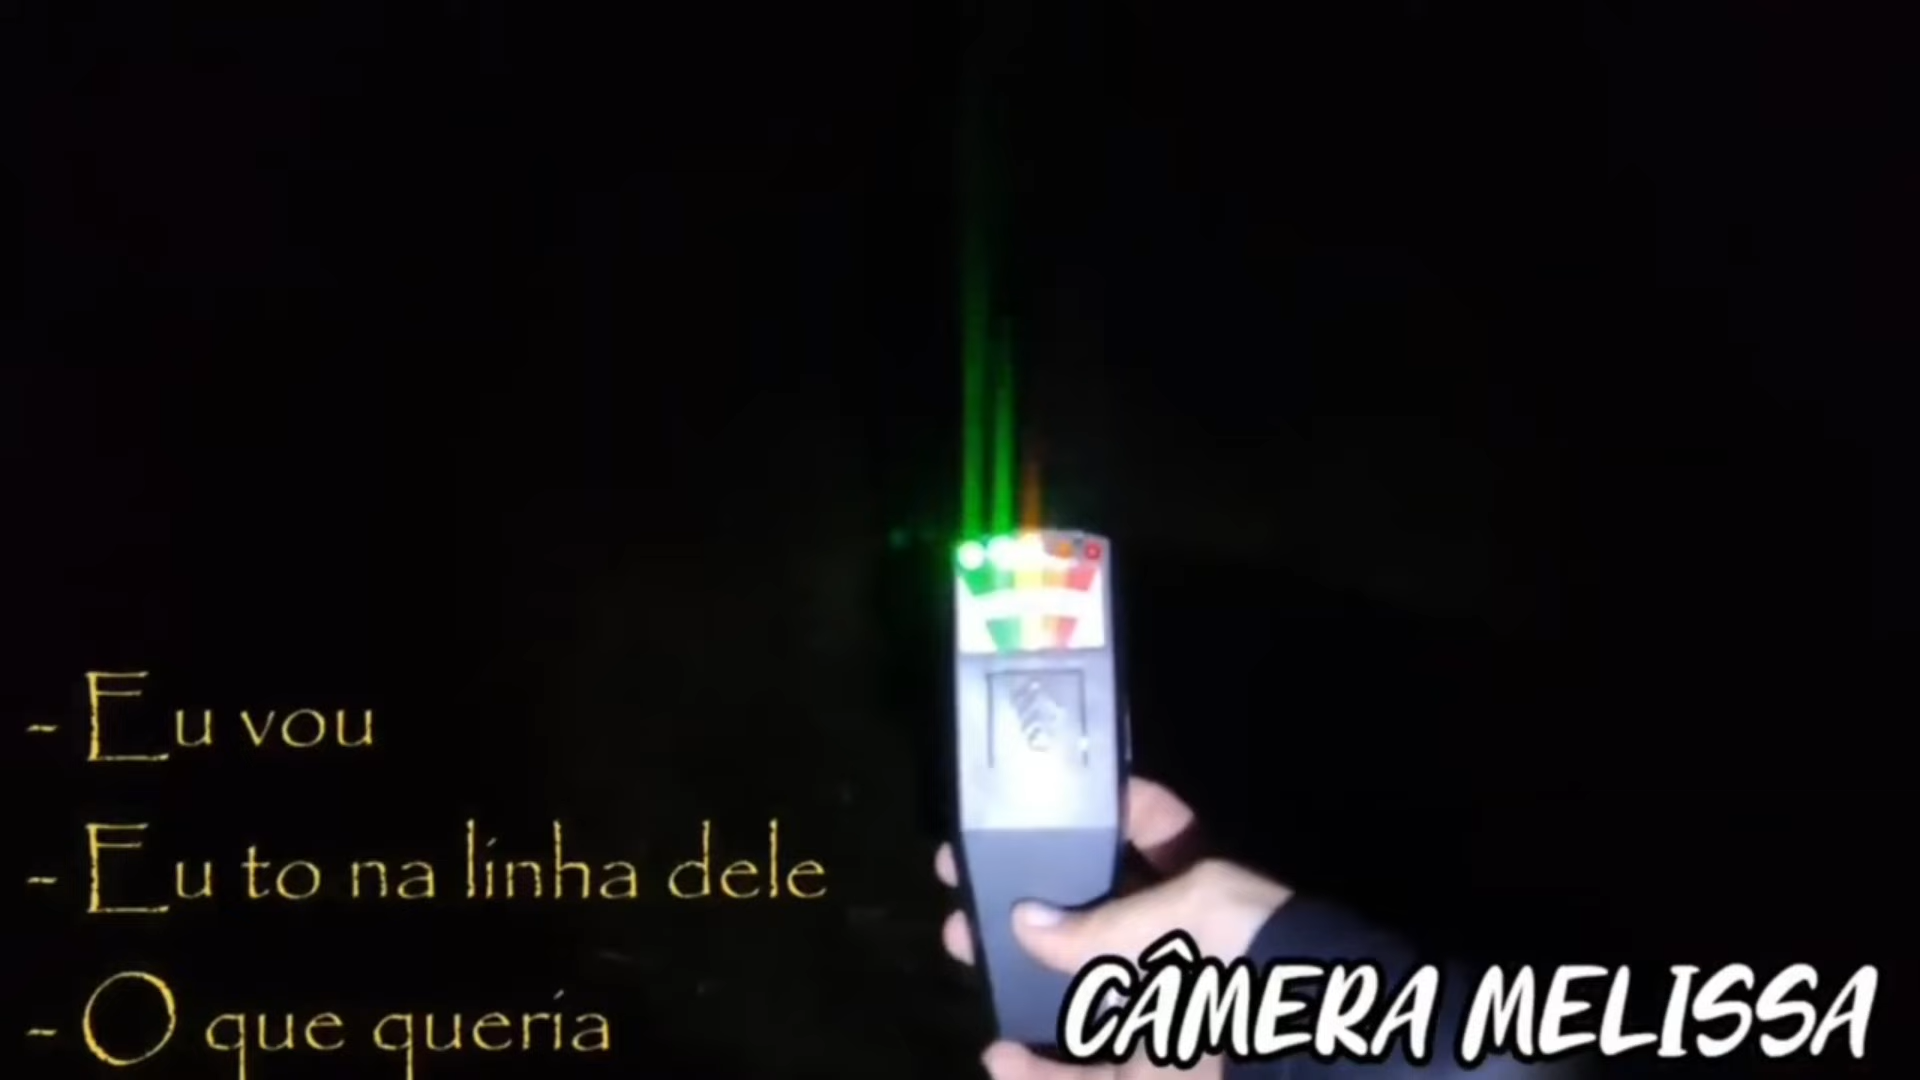 - Eu vou
- Eu to na linha dele
- O que queria
CÂMERA MELISSA